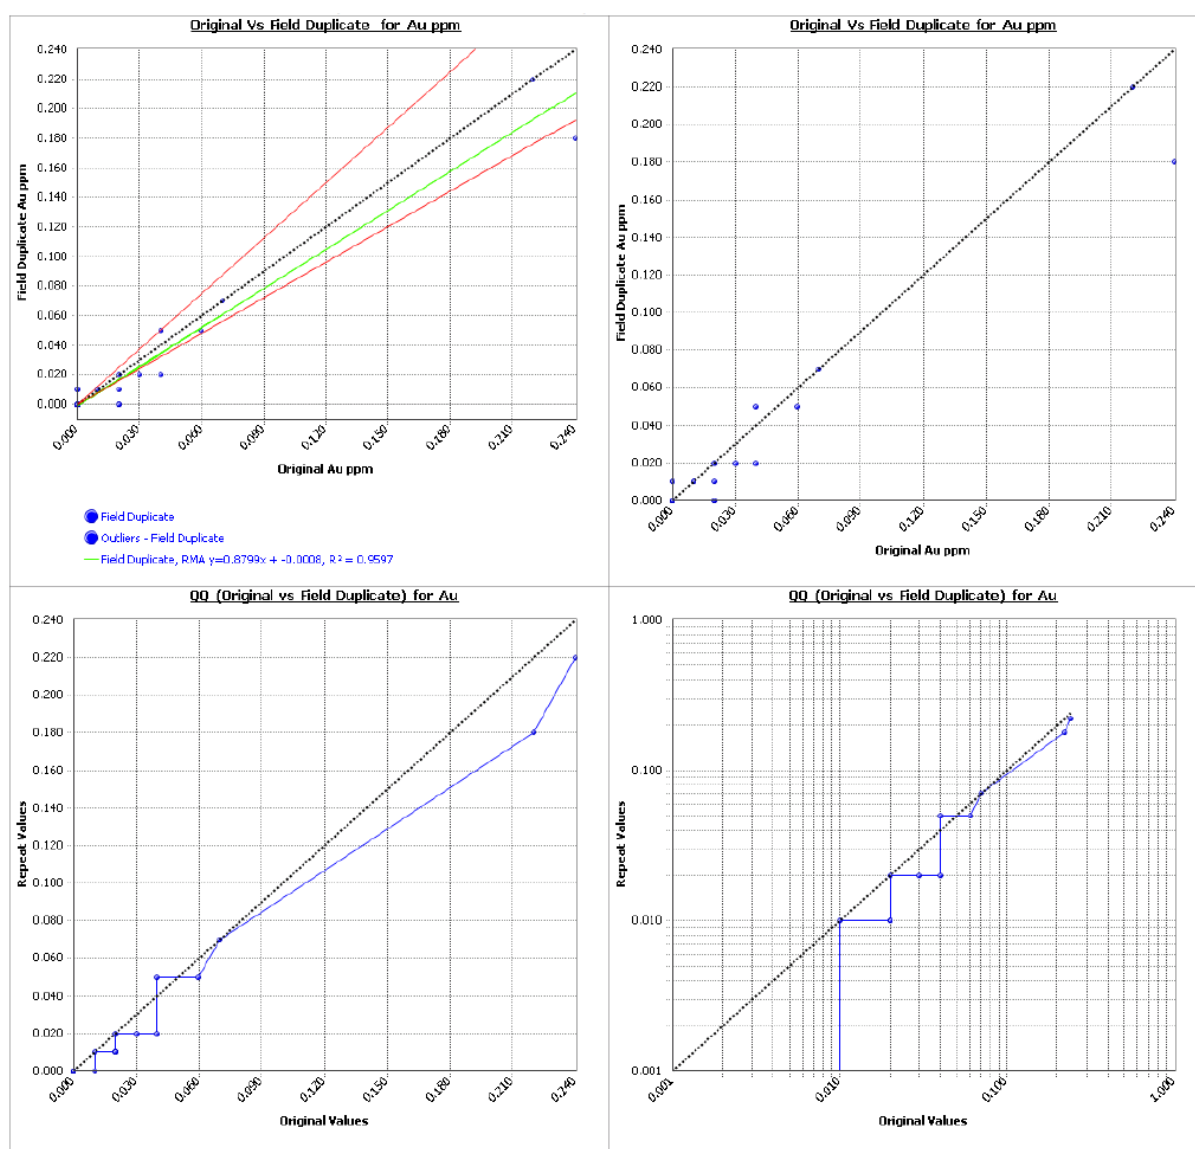 Original Vs Field Duplicate for Au ppm
0.240
0.220
0.200
0.180
0.160
0.140
0.120
0.100
0.080
0.060
0.040
0.020
0.000
Field Duplicate Au ppm
0.000 0.030 0.060 0.090 0.120 0.150 0.180 0.210 0.240
Original Au ppm
Field Duplicate
Outliers - Field Duplicate
Field Duplicate, RMA y=0.8799x + -0.0008, R² = 0.9597
Original Vs Field Duplicate for Au ppm
0.240
0.220
0.200
0.180
0.160
0.140
0.120
0.100
0.080
0.060
0.040
0.020
0.000
Field Duplicate Au ppm
0.000 0.030 0.060 0.090 0.120 0.150 0.180 0.210 0.240
Original Au ppm
QQ (Original vs Field Duplicate) for Au
0.240
0.220
0.200
0.180
0.160
0.140
0.120
0.100
0.080
0.060
0.040
0.020
0.000
Repeat Values
0.000 0.030 0.060 0.090 0.120 0.150 0.180 0.210 0.240
Original Values
QQ (Original vs Field Duplicate) for Au
1.000
0.100
0.010
0.001
Repeat Values
0.001 0.010 0.100 1.000
Original Values